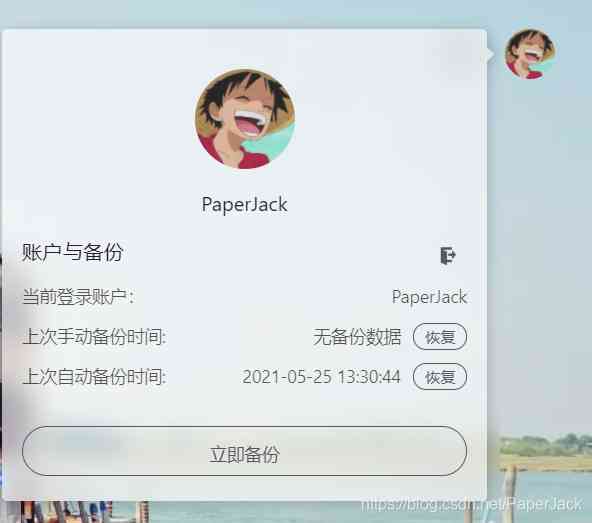 PaperJack
账户与备份
当前登录账户： PaperJack
上次手动备份时间: 无备份数据 恢复
上次自动备份时间: 2021-05-25 13:30:44 恢复
立即备份
https://blog.csdn.net/PaperJack